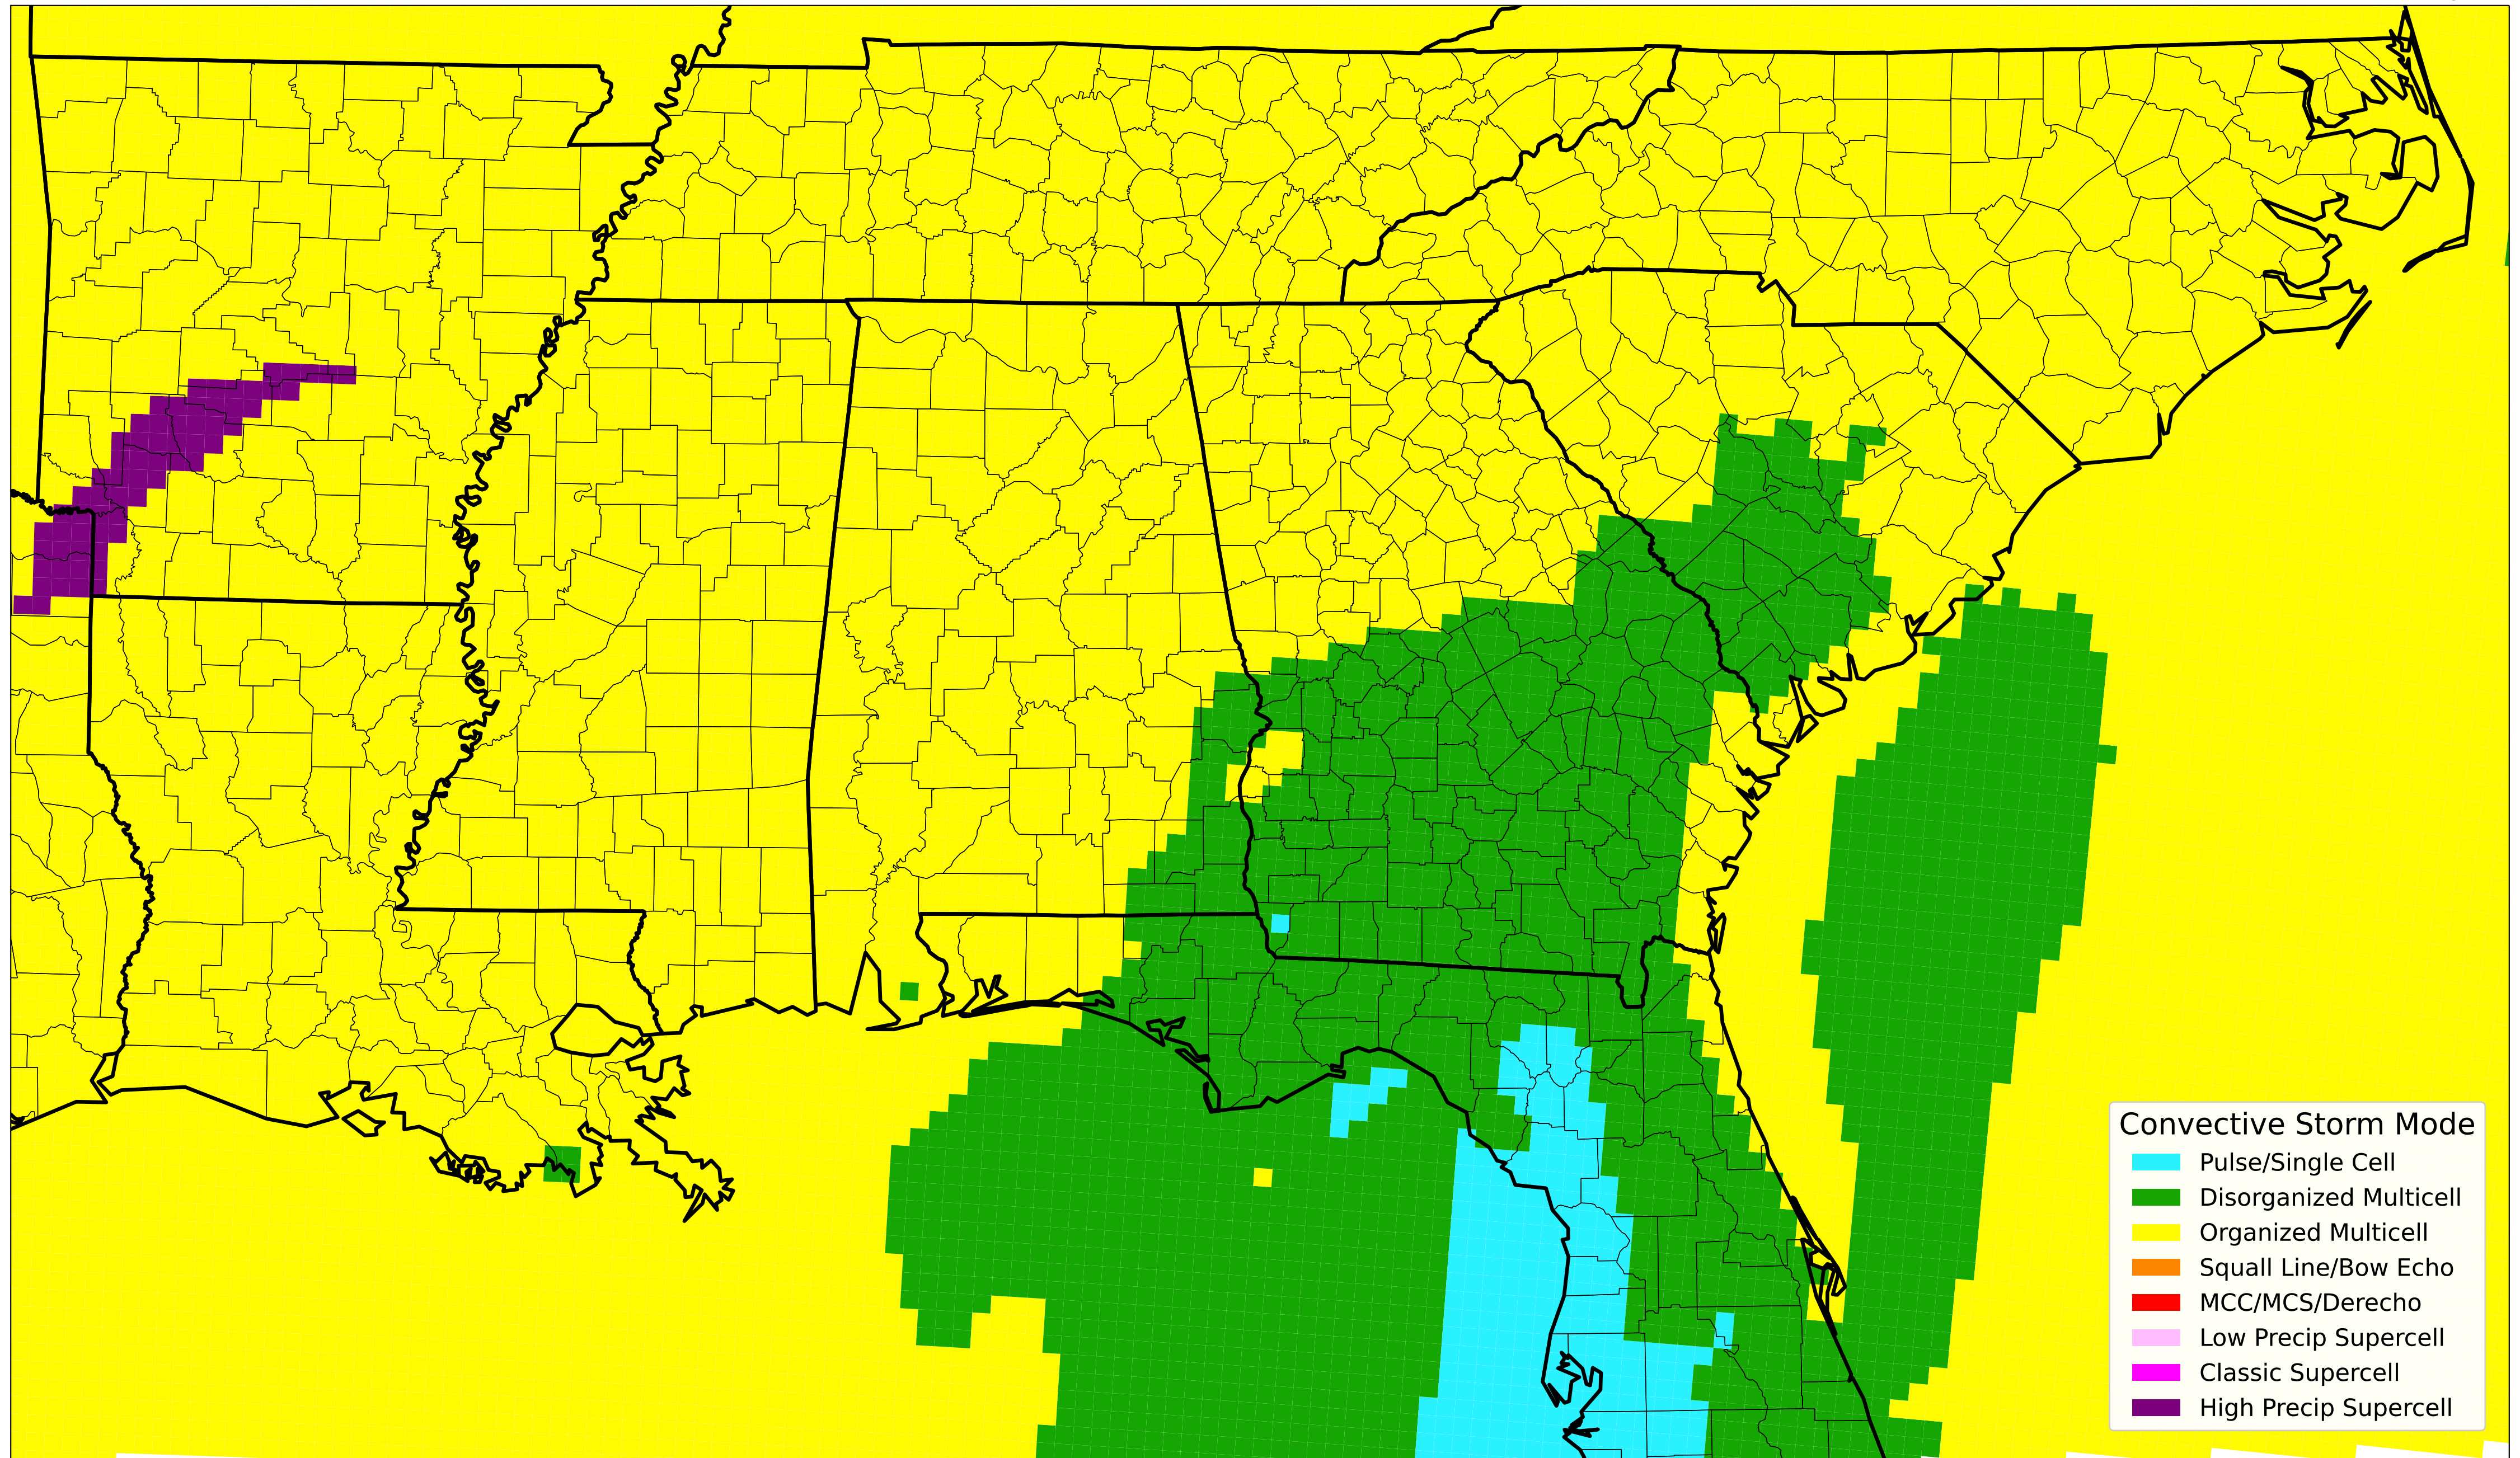 Convective Storm Mode
Pulse/Single Cell
Disorganized Multicell
Organized Multicell
Squall Line/Bow Echo
MCC/MCS/Derecho
Low Precip Supercell
Classic Supercell
High Precip Supercell